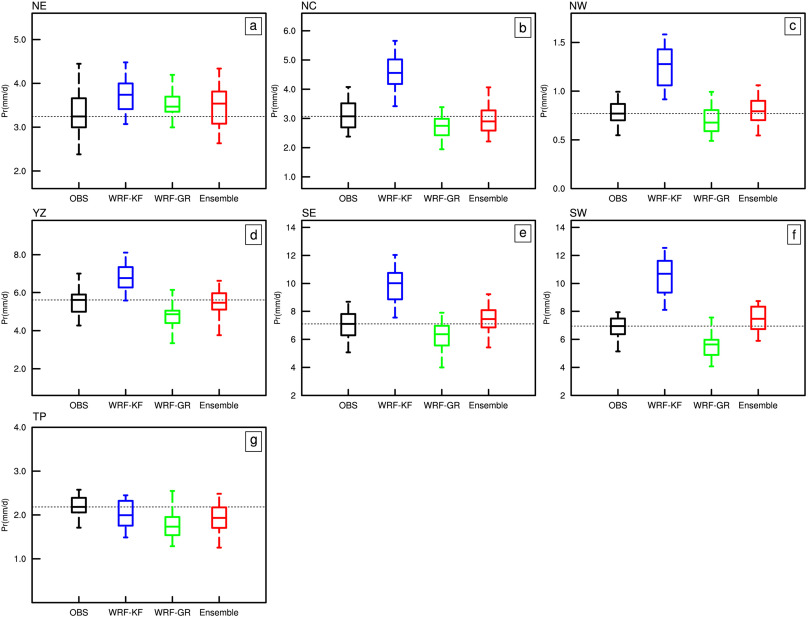 NE
a
Pr(mm/d)
5.0
4.0
3.0
2.0
OBS WRF-KF WRF-GR Ensemble
NC
b
Pr(mm/d)
6.0
5.0
4.0
3.0
2.0
1.0
OBS WRF-KF WRF-GR Ensemble
NW
c
Pr(mm/d)
1.5
1.0
0.5
0.0
OBS WRF-KF WRF-GR Ensemble
YZ
d
Pr(mm/d)
8.0
6.0
4.0
2.0
OBS WRF-KF WRF-GR Ensemble
SE
e
Pr(mm/d)
14
12
10
8
6
4
2
OBS WRF-KF WRF-GR Ensemble
SW
f
Pr(mm/d)
14
12
10
8
6
4
2
OBS WRF-KF WRF-GR Ensemble
TP
g
Pr(mm/d)
4.0
3.0
2.0
1.0
OBS WRF-KF WRF-GR Ensemble